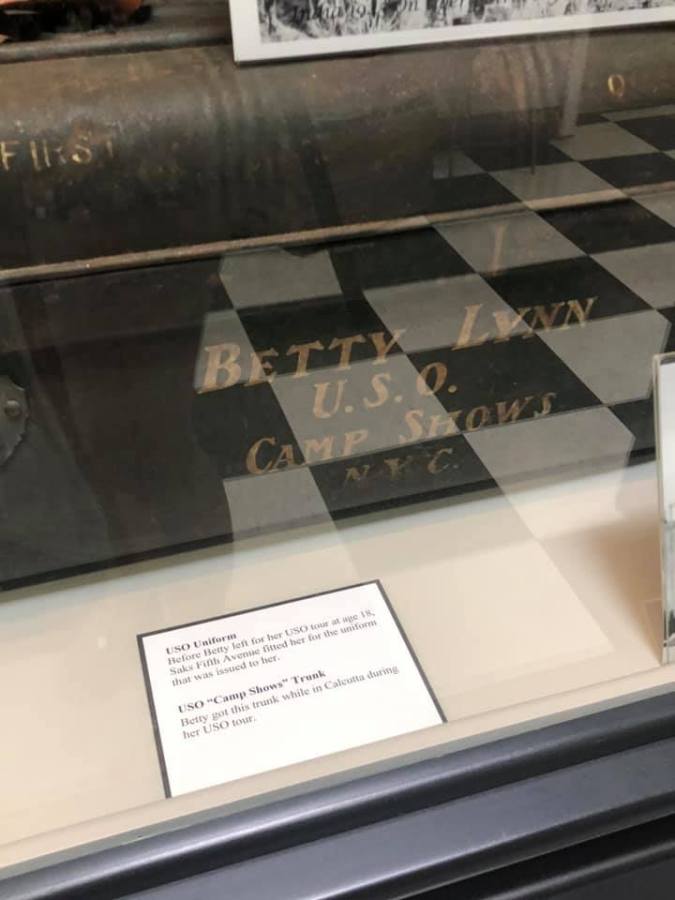 FIRST
BETTY LYNN
U.S.O.
CAMP SHOWS
N.Y.C.
USO Uniform
Before Betty left for her USO tour at age 18,
Saks Fifth Avenue fitted her for the uniform
that was issued to her.
USO "Camp Shows" Trunk
Betty got this trunk while in Calcutta during
her USO tour.